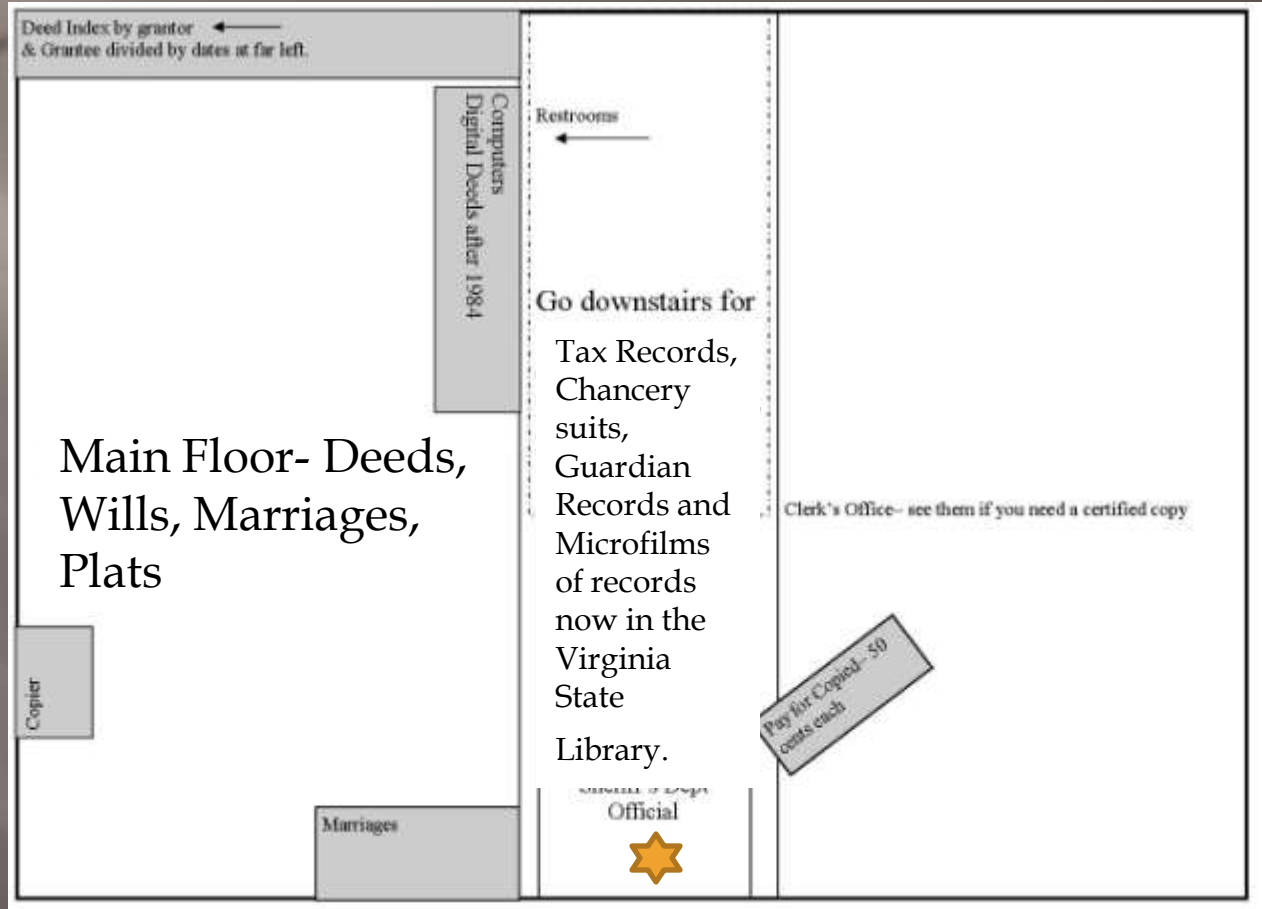 Deed Index by grantor
& Grantee divided by dates at far left.
Computers
Digital Deeds after 1984
Restrooms
Go downstairs for
Tax Records,
Chancery
suits,
Guardian
Records and
Microfilms
of records
now in the
Virginia
State
Library.
Main Floor- Deeds,
Wills, Marriages,
Plats
Clerk's Office– see them if you need a certified copy
Copier
Pay for Copied– 50
cents each
Marriages
Sheriff's Dept
Official